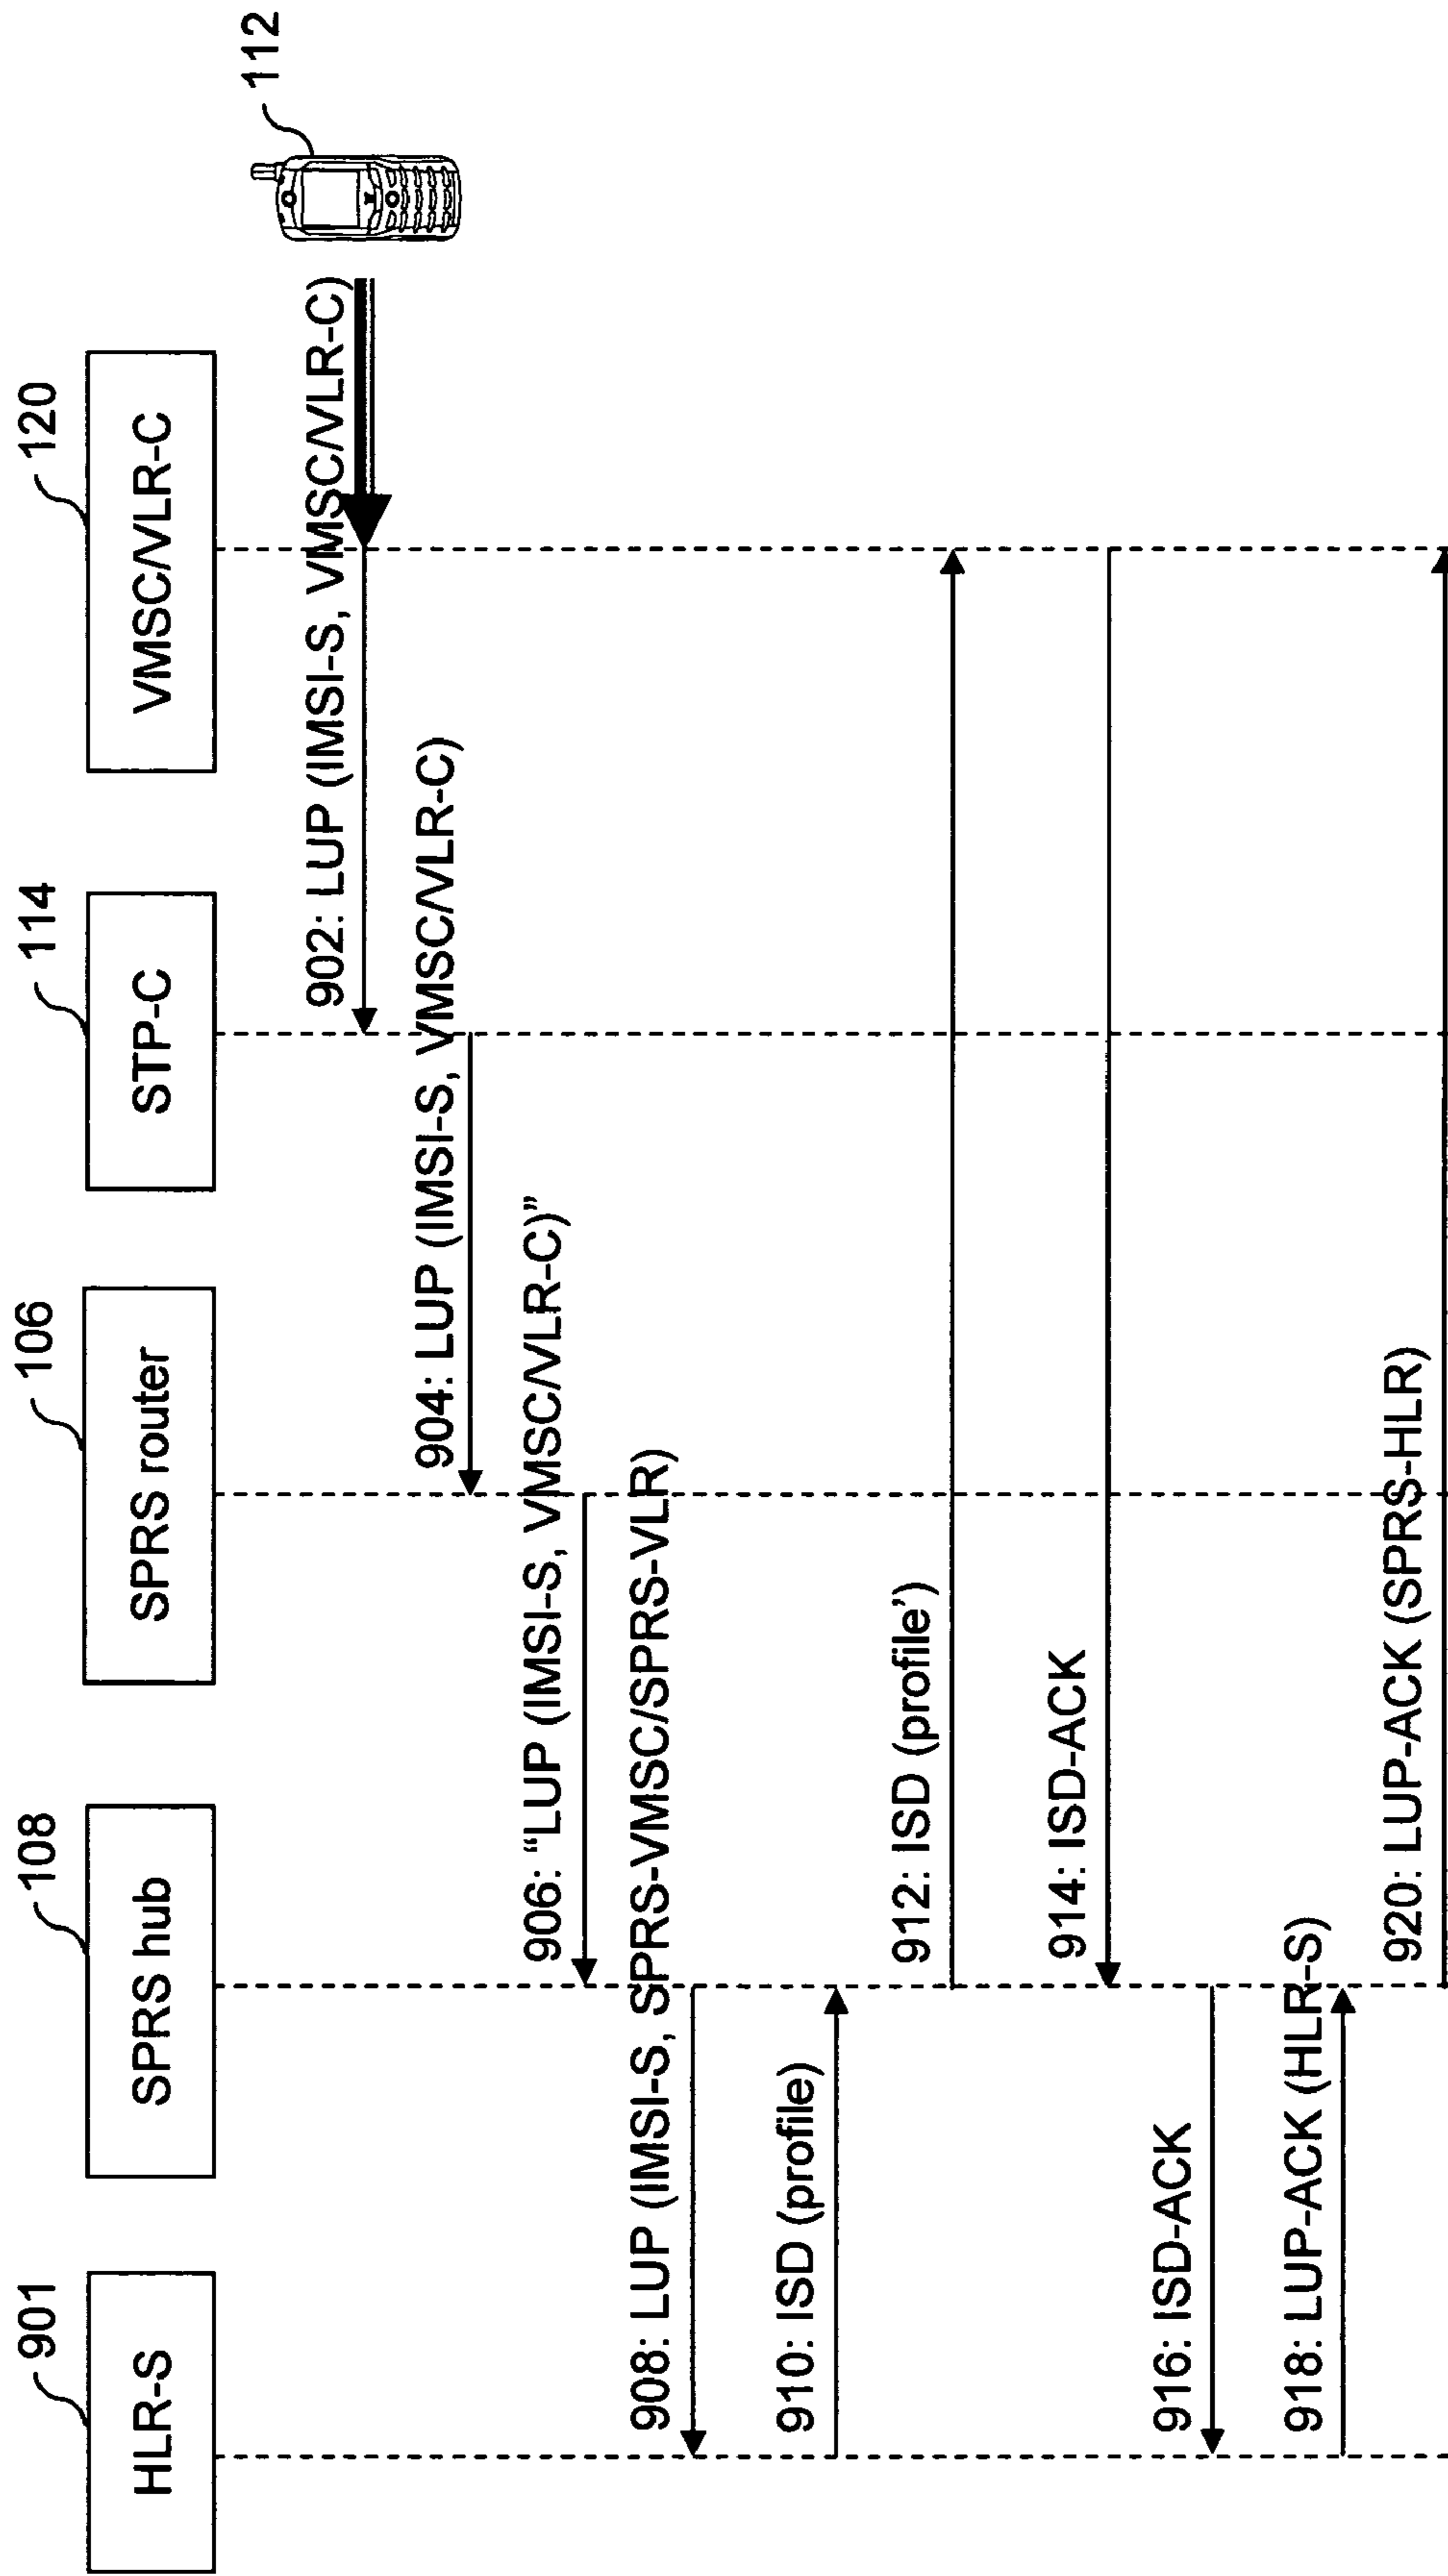 901
HLR-S
108
SPRS hub
106
SPRS router
114
STP-C
120
VMSC/VLR-C
112
902: LUP (IMSI-S, VMSC/VLR-C)
904: LUP (IMSI-S, VMSC/VLR-C)
906: “LUP (IMSI-S, VMSC/VLR-C)”
908: LUP (IMSI-S, SPRS-VMSC/SPRS-VLR)
910: ISD (profile)
912: ISD (profile’)
914: ISD-ACK
916: ISD-ACK
918: LUP-ACK (HLR-S)
920: LUP-ACK (SPRS-HLR)